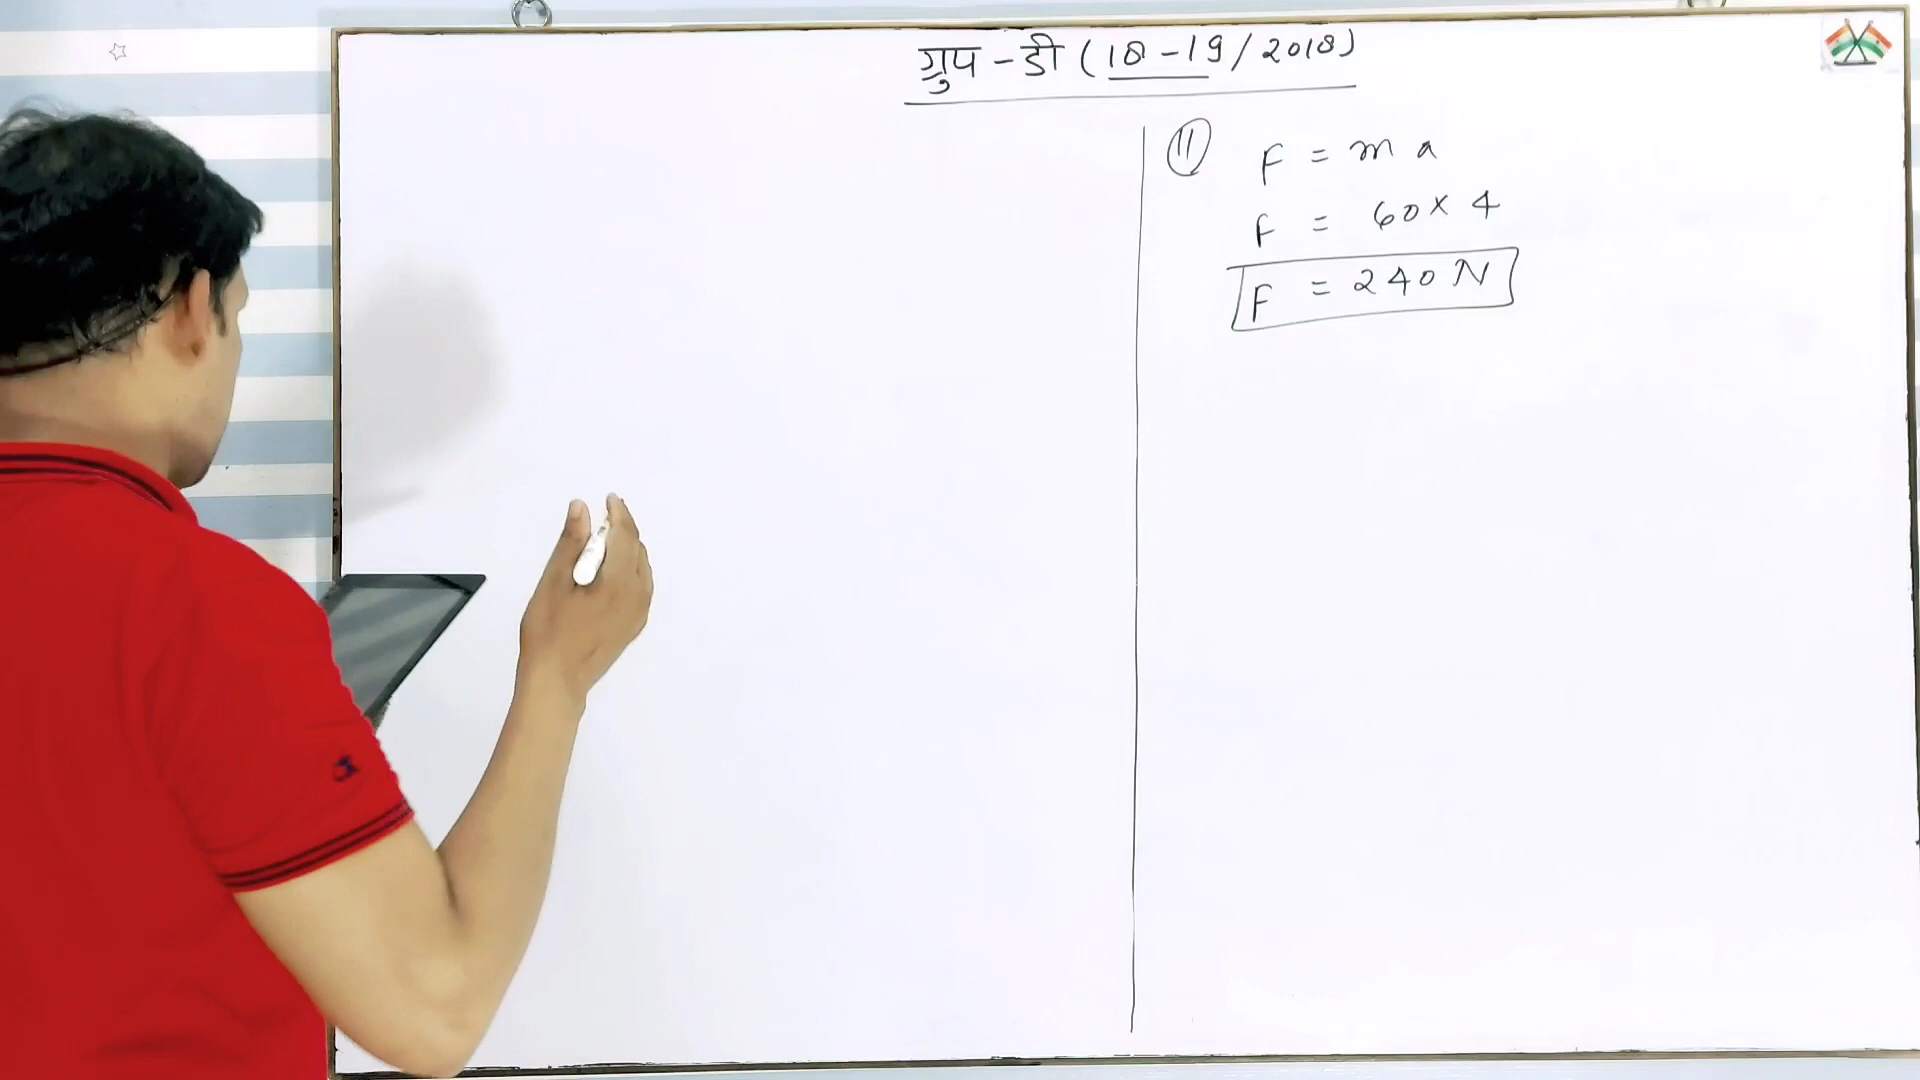 ग्रुप - डी ( 18 - 19 / 2018 )
11 F = m a
F = 60 x 4
F = 240 N